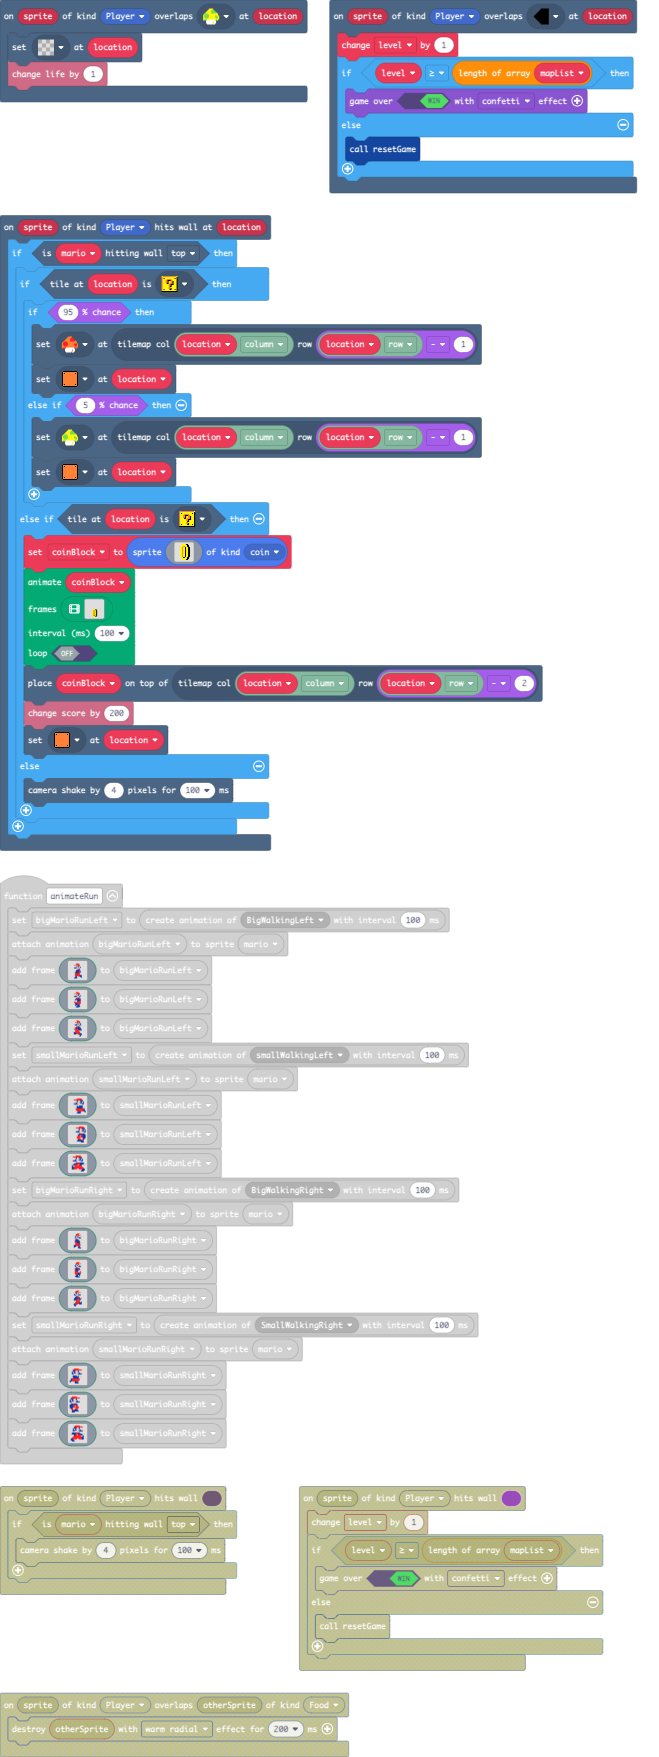 on sprite of kind Player overlaps at location
set at location
change life by 1
on sprite of kind Player overlaps at location
change level by 1
if level ≥ length of array mapList then
game over WIN with confetti effect
else
call resetGame
on sprite of kind Player hits wall at location
if is mario hitting wall top then
if tile at location is ? then
if 95 % chance then
set at tilemap col location column row location row - 1
set at location
else if 5 % chance then
set at tilemap col location column row location row - 1
set at location
else if tile at location is ? then
set coinBlock to sprite of kind coin
animate coinBlock
frames
interval (ms) 100
loop OFF
place coinBlock on top of tilemap col location column row location row - 2
change score by 200
set at location
else
camera shake by 4 pixels for 100 ms
function animateRun
set bigMarioRunLeft to create animation of BigWalkingLeft with interval 100 ms
attach animation bigMarioRunLeft to sprite mario
add frame to bigMarioRunLeft
add frame to bigMarioRunLeft
add frame to bigMarioRunLeft
set smallMarioRunLeft to create animation of smallWalkingLeft with interval 100 ms
attach animation smallMarioRunLeft to sprite mario
add frame to smallMarioRunLeft
add frame to smallMarioRunLeft
add frame to smallMarioRunLeft
set bigMarioRunRight to create animation of BigWalkingRight with interval 100 ms
attach animation bigMarioRunRight to sprite mario
add frame to bigMarioRunRight
add frame to bigMarioRunRight
add frame to bigMarioRunRight
set smallMarioRunRight to create animation of SmallWalkingRight with interval 100 ms
attach animation smallMarioRunRight to sprite mario
add frame to smallMarioRunRight
add frame to smallMarioRunRight
add frame to smallMarioRunRight
on sprite of kind Player hits wall
if is mario hitting wall top then
camera shake by 4 pixels for 100 ms
on sprite of kind Player hits wall
change level by 1
if level ≥ length of array mapList then
game over WIN with confetti effect
else
call resetGame
on sprite of kind Player overlaps otherSprite of kind Food
destroy otherSprite with warm radial effect for 200 ms